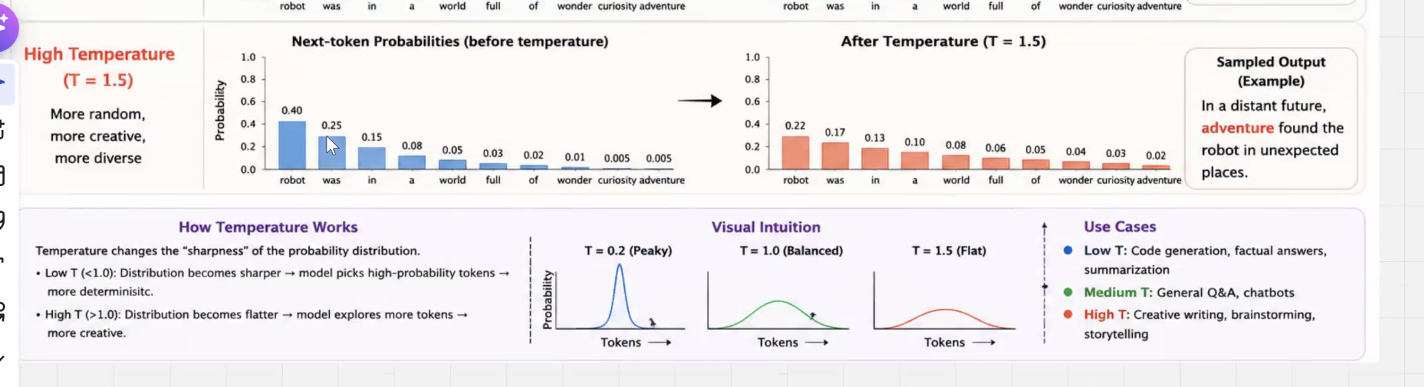 robot was in a world full of wonder curiosity adventure
robot was in a world full of wonder curiosity adventure
High Temperature
(T = 1.5)
More random,
more creative,
more diverse
Next-token Probabilities (before temperature)
Probability
1.0
0.8
0.6
0.4
0.2
0.0
0.40
0.25
0.15
0.08
0.05
0.03
0.02
0.01
0.005
0.005
robot was in a world full of wonder curiosity adventure
After Temperature (T = 1.5)
1.0
0.8
0.6
0.4
0.2
0.0
0.22
0.17
0.13
0.10
0.08
0.06
0.05
0.04
0.03
0.02
robot was in a world full of wonder curiosity adventure
Sampled Output
(Example)
In a distant future,
adventure found the
robot in unexpected
places.
How Temperature Works
Temperature changes the “sharpness” of the probability distribution.
• Low T (<1.0): Distribution becomes sharper → model picks high-probability tokens →
more determinisitc.
• High T (>1.0): Distribution becomes flatter → model explores more tokens →
more creative.
Visual Intuition
T = 0.2 (Peaky)
T = 1.0 (Balanced)
T = 1.5 (Flat)
Probability
Tokens →
Tokens →
Tokens →
Use Cases
Low T: Code generation, factual answers,
summarization
Medium T: General Q&A, chatbots
High T: Creative writing, brainstorming,
storytelling